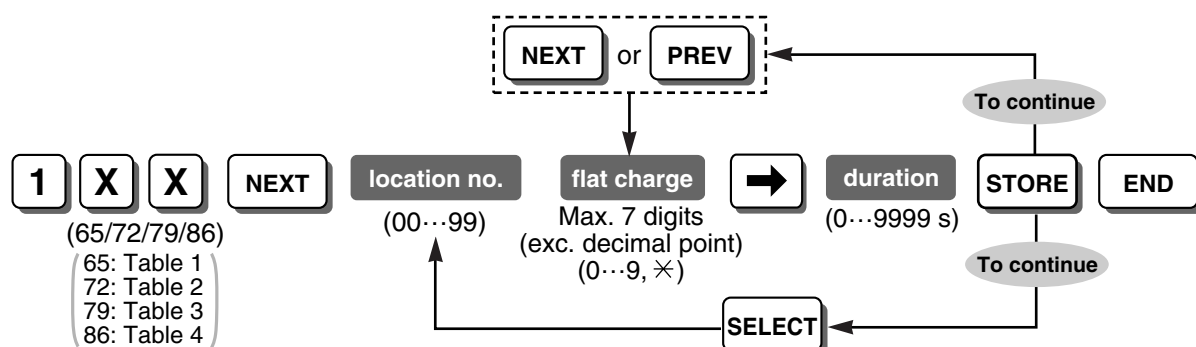 NEXT or PREV
To continue
1 X X NEXT location no. flat charge ➡ duration STORE END
(65/72/79/86) (00···99) Max. 7 digits (0···9999 s)
(exc. decimal point)
(0···9, ✳)
65: Table 1
72: Table 2
79: Table 3
86: Table 4
To continue
SELECT